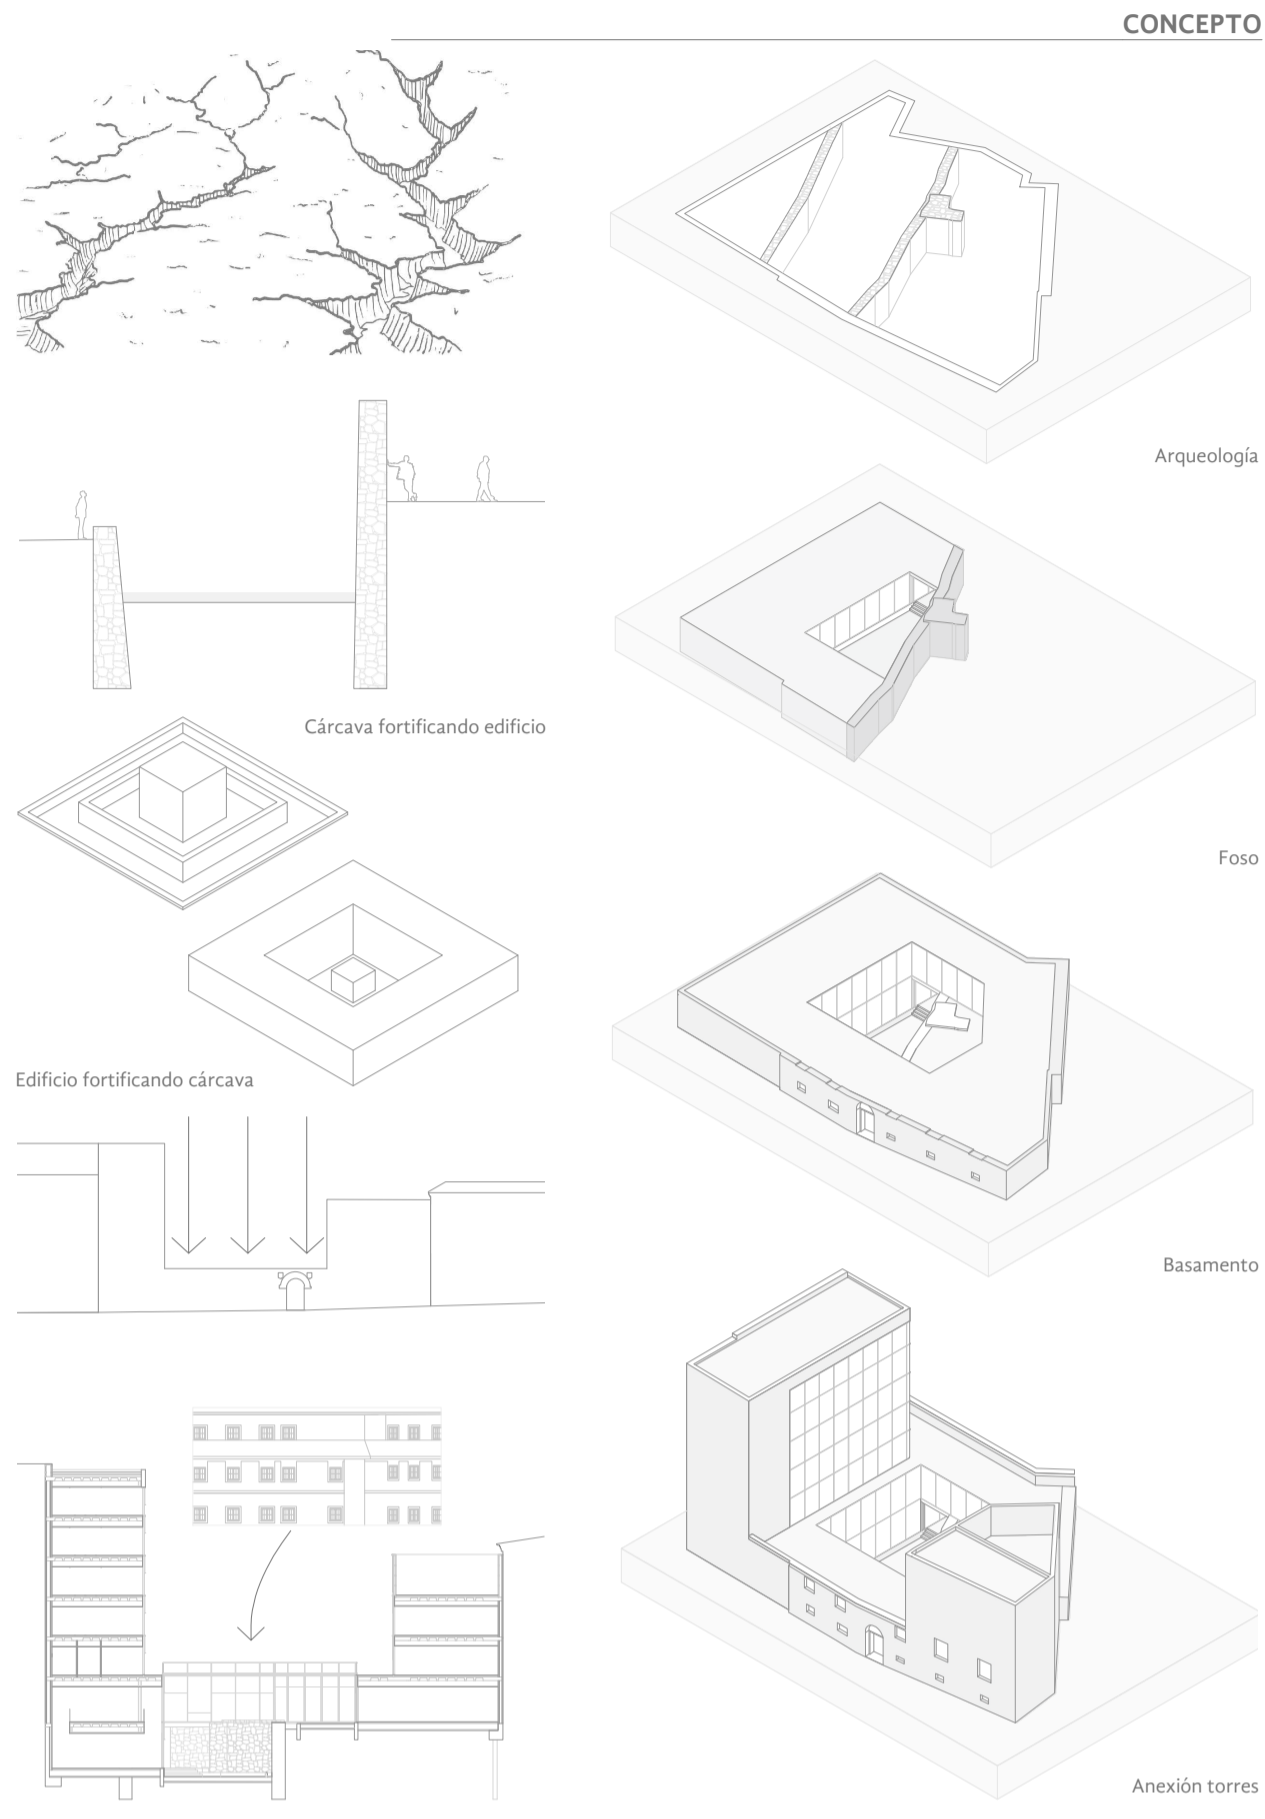 CONCEPTO
Arqueología
Cárcava fortificando edificio
Foso
Edificio fortificando cárcava
Basamento
Anexión torres